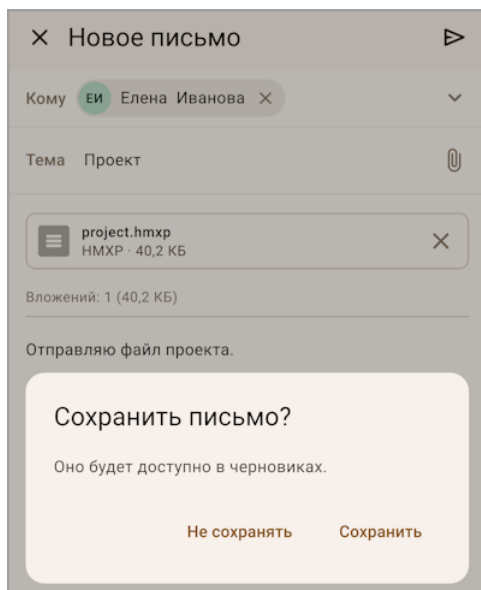 Новое письмо
Кому ЕИ Елена Иванова
Тема Проект
project.hmxp
HMXP · 40,2 КБ
Вложений: 1 (40,2 КБ)
Отправляю файл проекта.
Сохранить письмо?
Оно будет доступно в черновиках.
Не сохранять Сохранить